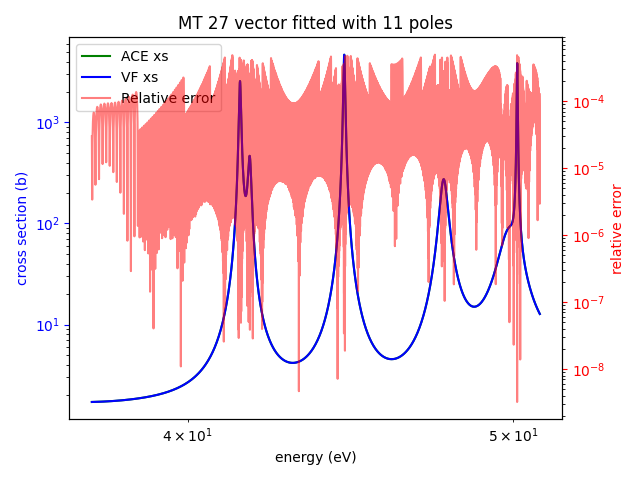 MT 27 vector fitted with 11 poles
ACE xs
VF xs
Relative error
cross section (b)
10³
10²
10¹
relative error
10⁻⁴
10⁻⁵
10⁻⁶
10⁻⁷
10⁻⁸
4 × 10¹
5 × 10¹
energy (eV)